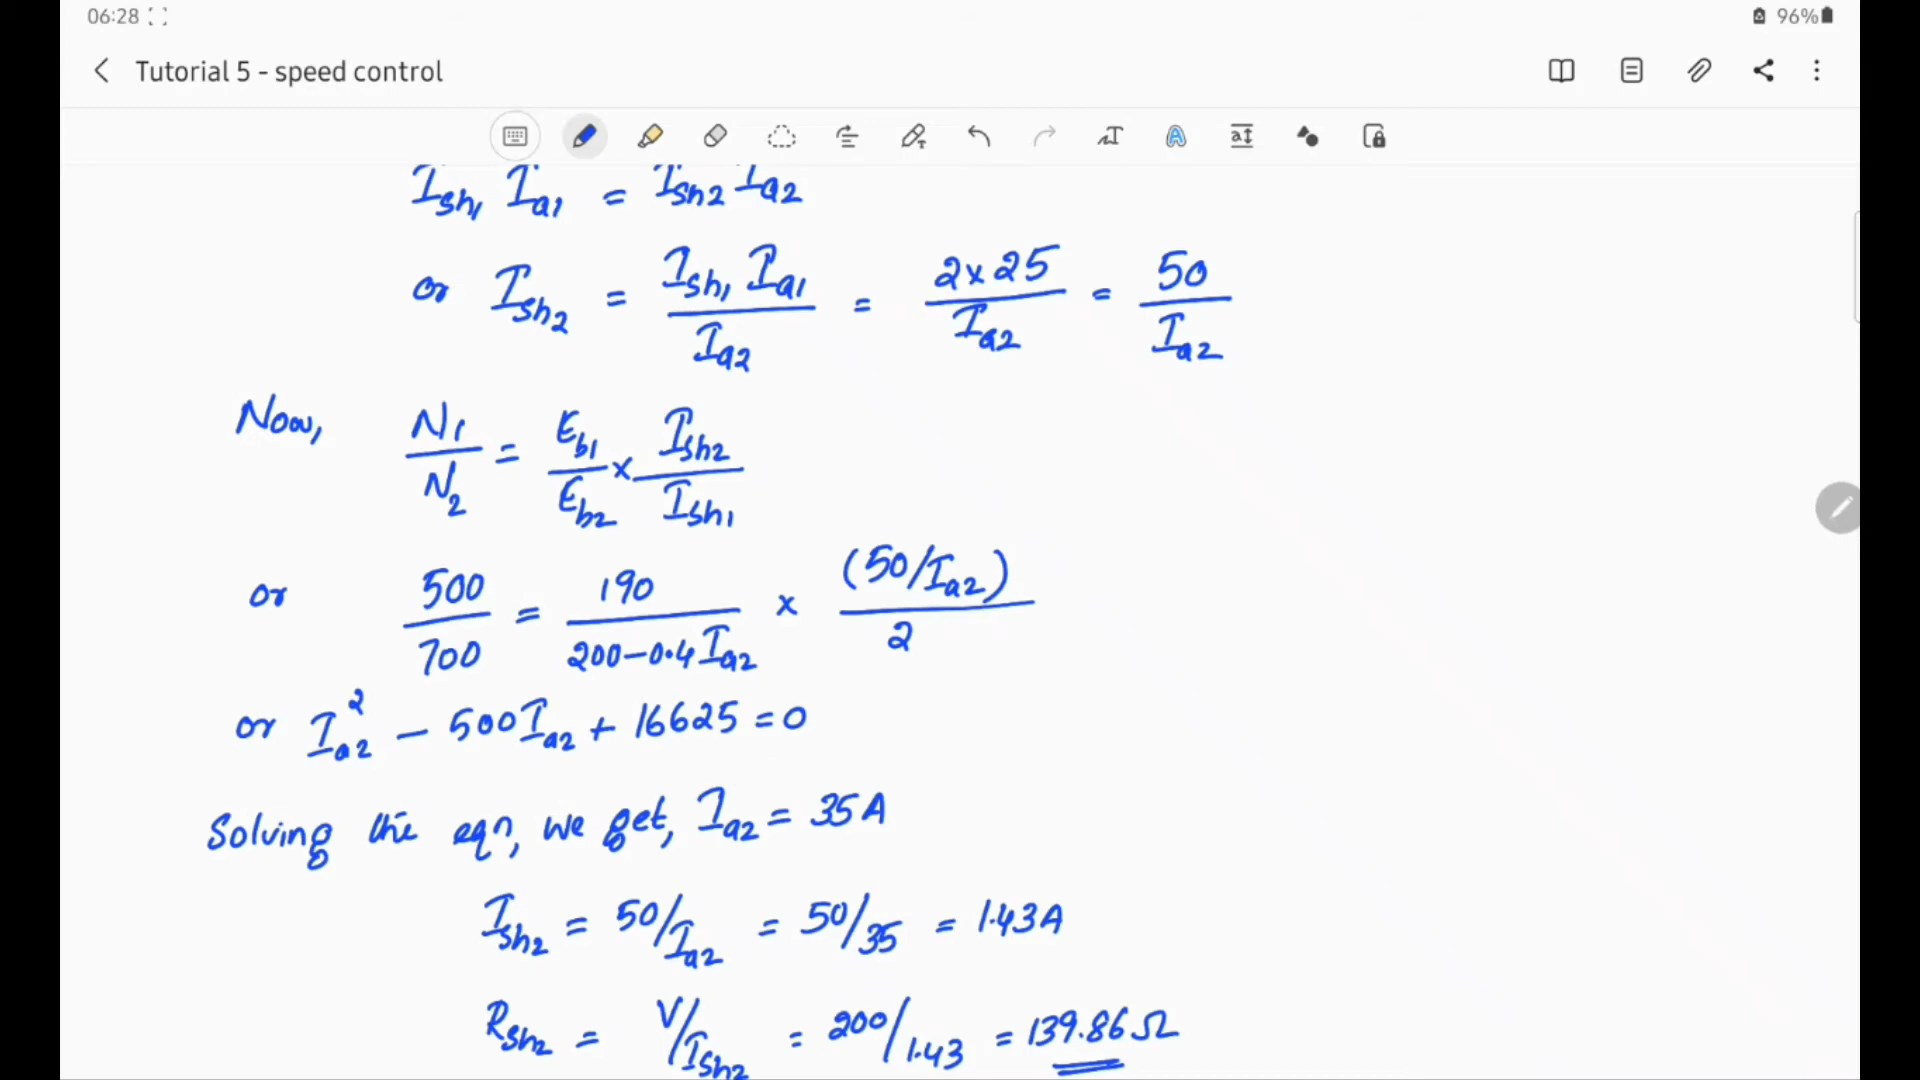 06:28
96%
Tutorial 5 - speed control
Ish1 Ia1 = Ish2 Ia2
or Ish2 = Ish1 Ia1 / Ia2 = 2x25 / Ia2 = 50 / Ia2
Now, N1 / N2 = Eb1 / Eb2 x Ish2 / Ish1
or 500 / 700 = 190 / 200-0.4Ia2 x (50/Ia2) / 2
or Ia2² - 500Ia2 + 16625 = 0
Solving the eqn, we get, Ia2 = 35A
Ish2 = 50/Ia2 = 50/35 = 1.43A
Rsh2 = V/Ish2 = 200/1.43 = 139.86Ω